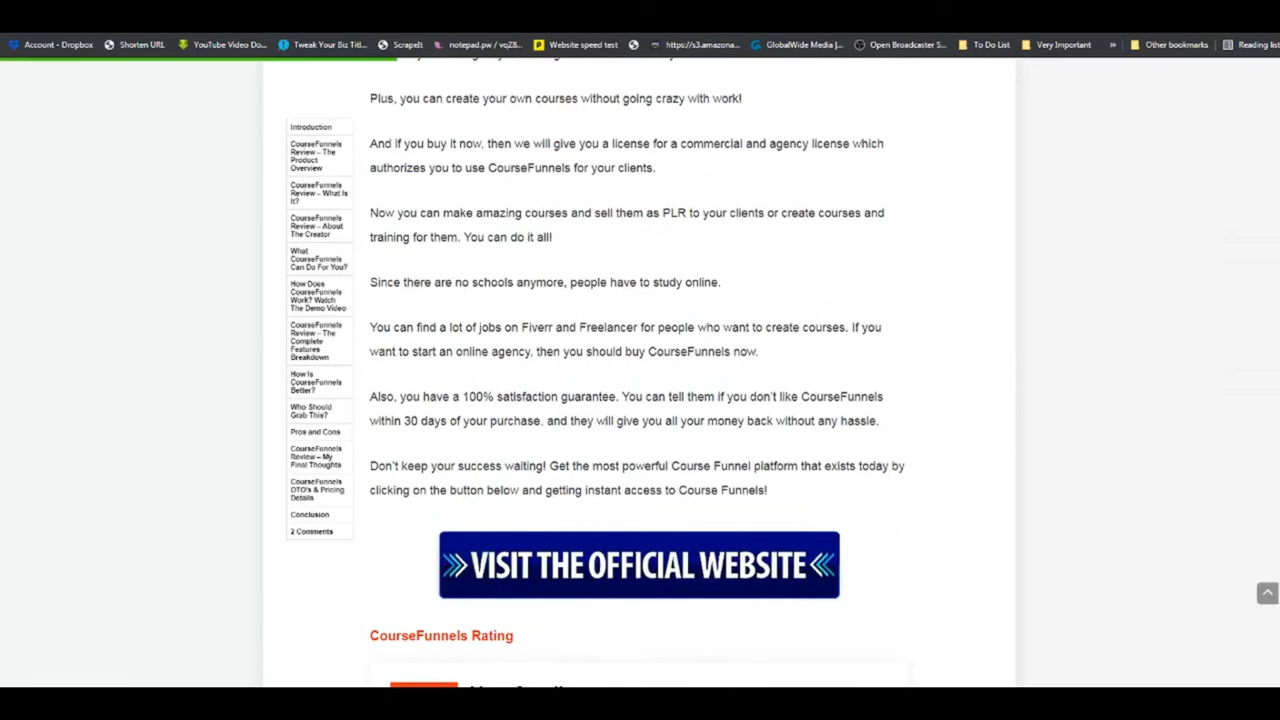 Account - Dropbox
Shorten URL
YouTube Video Do...
Tweak Your Biz Titl...
ScrapeIt
notepad.pw / vqZ8...
Website speed test
https://s3.amazona...
GlobalWide Media |...
Open Broadcaster S...
To Do List
Very Important
»
Other bookmarks
Reading list
Introduction
CourseFunnels
Review – The
Product
Overview
CourseFunnels
Review – What Is
It?
CourseFunnels
Review – About
The Creator
What
CourseFunnels
Can Do For You?
How Does
CourseFunnels
Work? Watch
The Demo Video
CourseFunnels
Review – The
Complete
Features
Breakdown
How Is
CourseFunnels
Better?
Who Should
Grab This?
Pros and Cons
CourseFunnels
Review – My
Final Thoughts
CourseFunnels
OTO's & Pricing
Details
Conclusion
2 Comments
Plus, you can create your own courses without going crazy with work!
And if you buy it now, then we will give you a license for a commercial and agency license which
authorizes you to use CourseFunnels for your clients.
Now you can make amazing courses and sell them as PLR to your clients or create courses and
training for them. You can do it all!
Since there are no schools anymore, people have to study online.
You can find a lot of jobs on Fiverr and Freelancer for people who want to create courses. If you
want to start an online agency, then you should buy CourseFunnels now.
Also, you have a 100% satisfaction guarantee. You can tell them if you don't like CourseFunnels
within 30 days of your purchase, and they will give you all your money back without any hassle.
Don't keep your success waiting! Get the most powerful Course Funnel platform that exists today by
clicking on the button below and getting instant access to Course Funnels!
VISIT THE OFFICIAL WEBSITE
CourseFunnels Rating